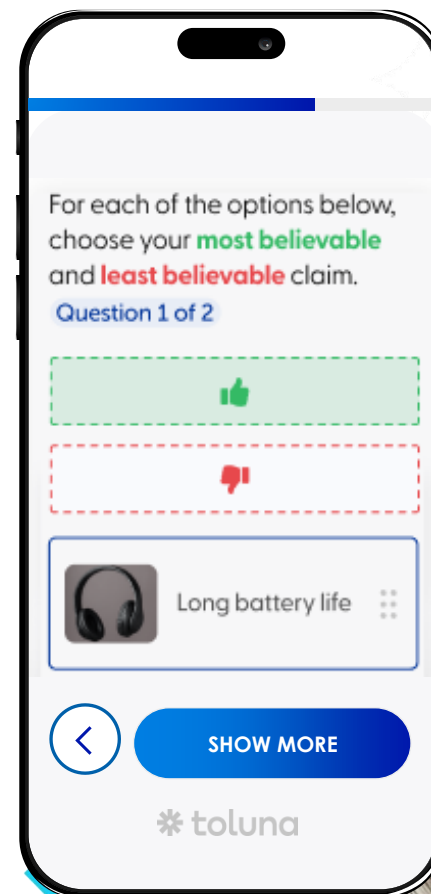 For each of the options below,
choose your most believable
and least believable claim.
Question 1 of 2
Long battery life
SHOW MORE
toluna